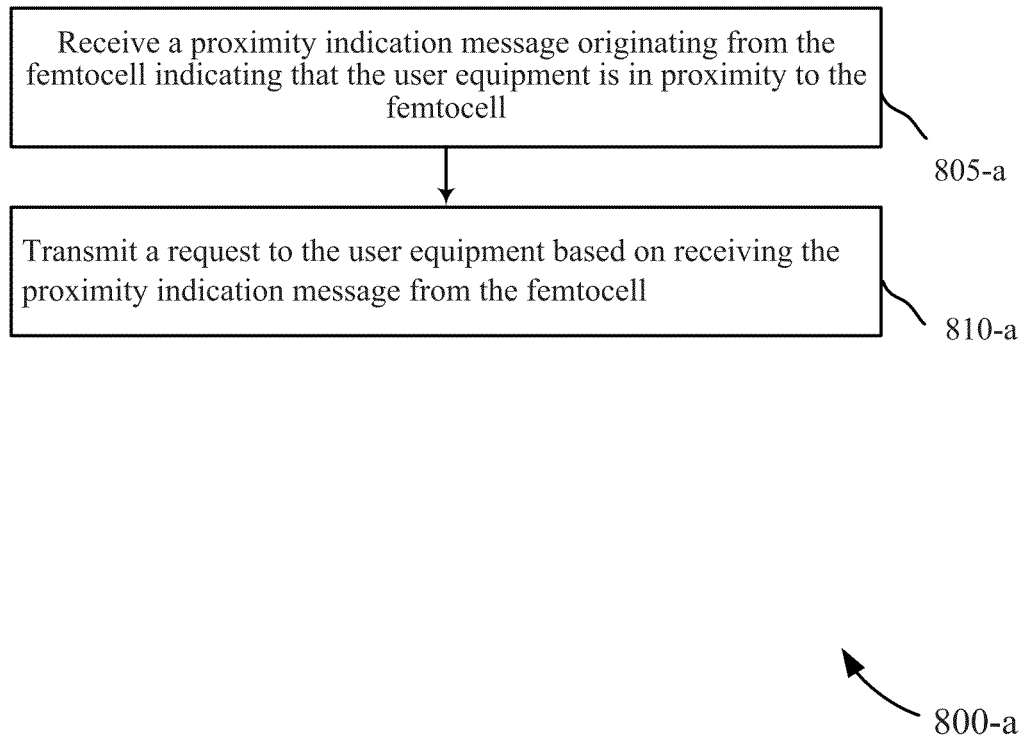 Receive a proximity indication message originating from the
femtocell indicating that the user equipment is in proximity to the
femtocell
805-a
Transmit a request to the user equipment based on receiving the
proximity indication message from the femtocell
810-a
800-a